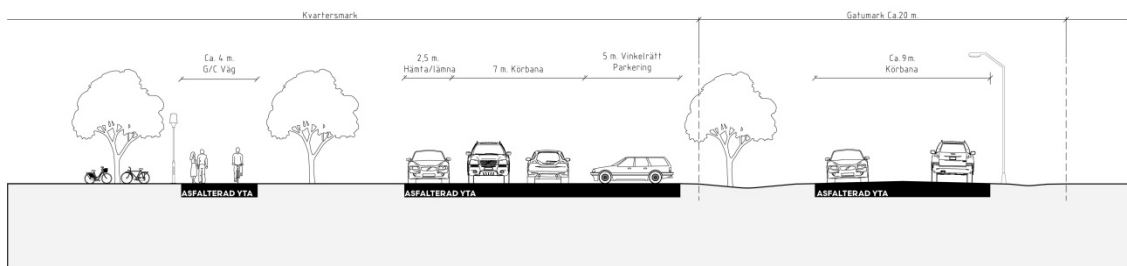 Kvartersmark
Gatumark Ca.20 m.
Ca. 4 m.
G/C Väg
2,5 m.
Hämta/lämna
7 m. Körbana
5 m. Vinkelrätt
Parkering
Ca.9m.
Körbana
ASFALTERAD YTA
ASFALTERAD YTA
ASFALTERAD YTA